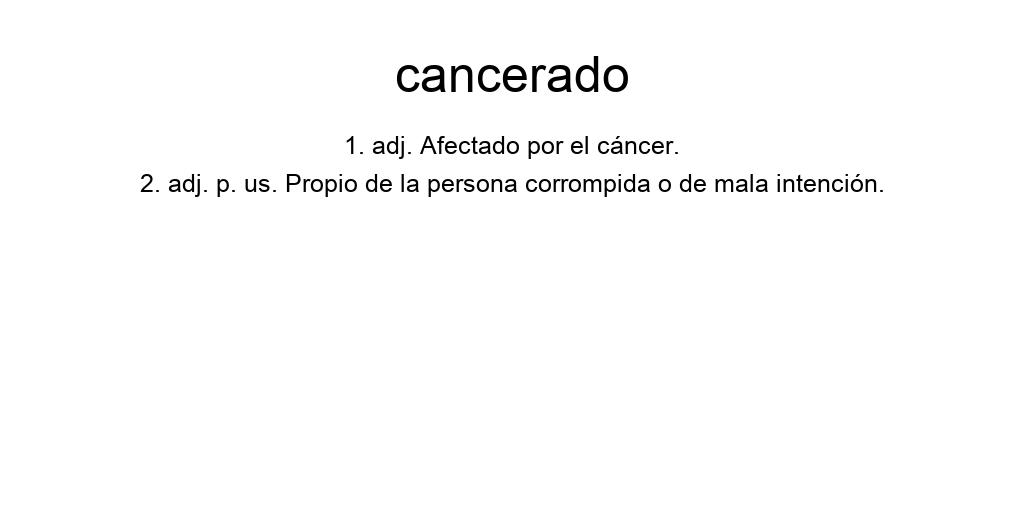 cancerado
1. adj. Afectado por el cáncer.
2. adj. p. us. Propio de la persona corrompida o de mala intención.